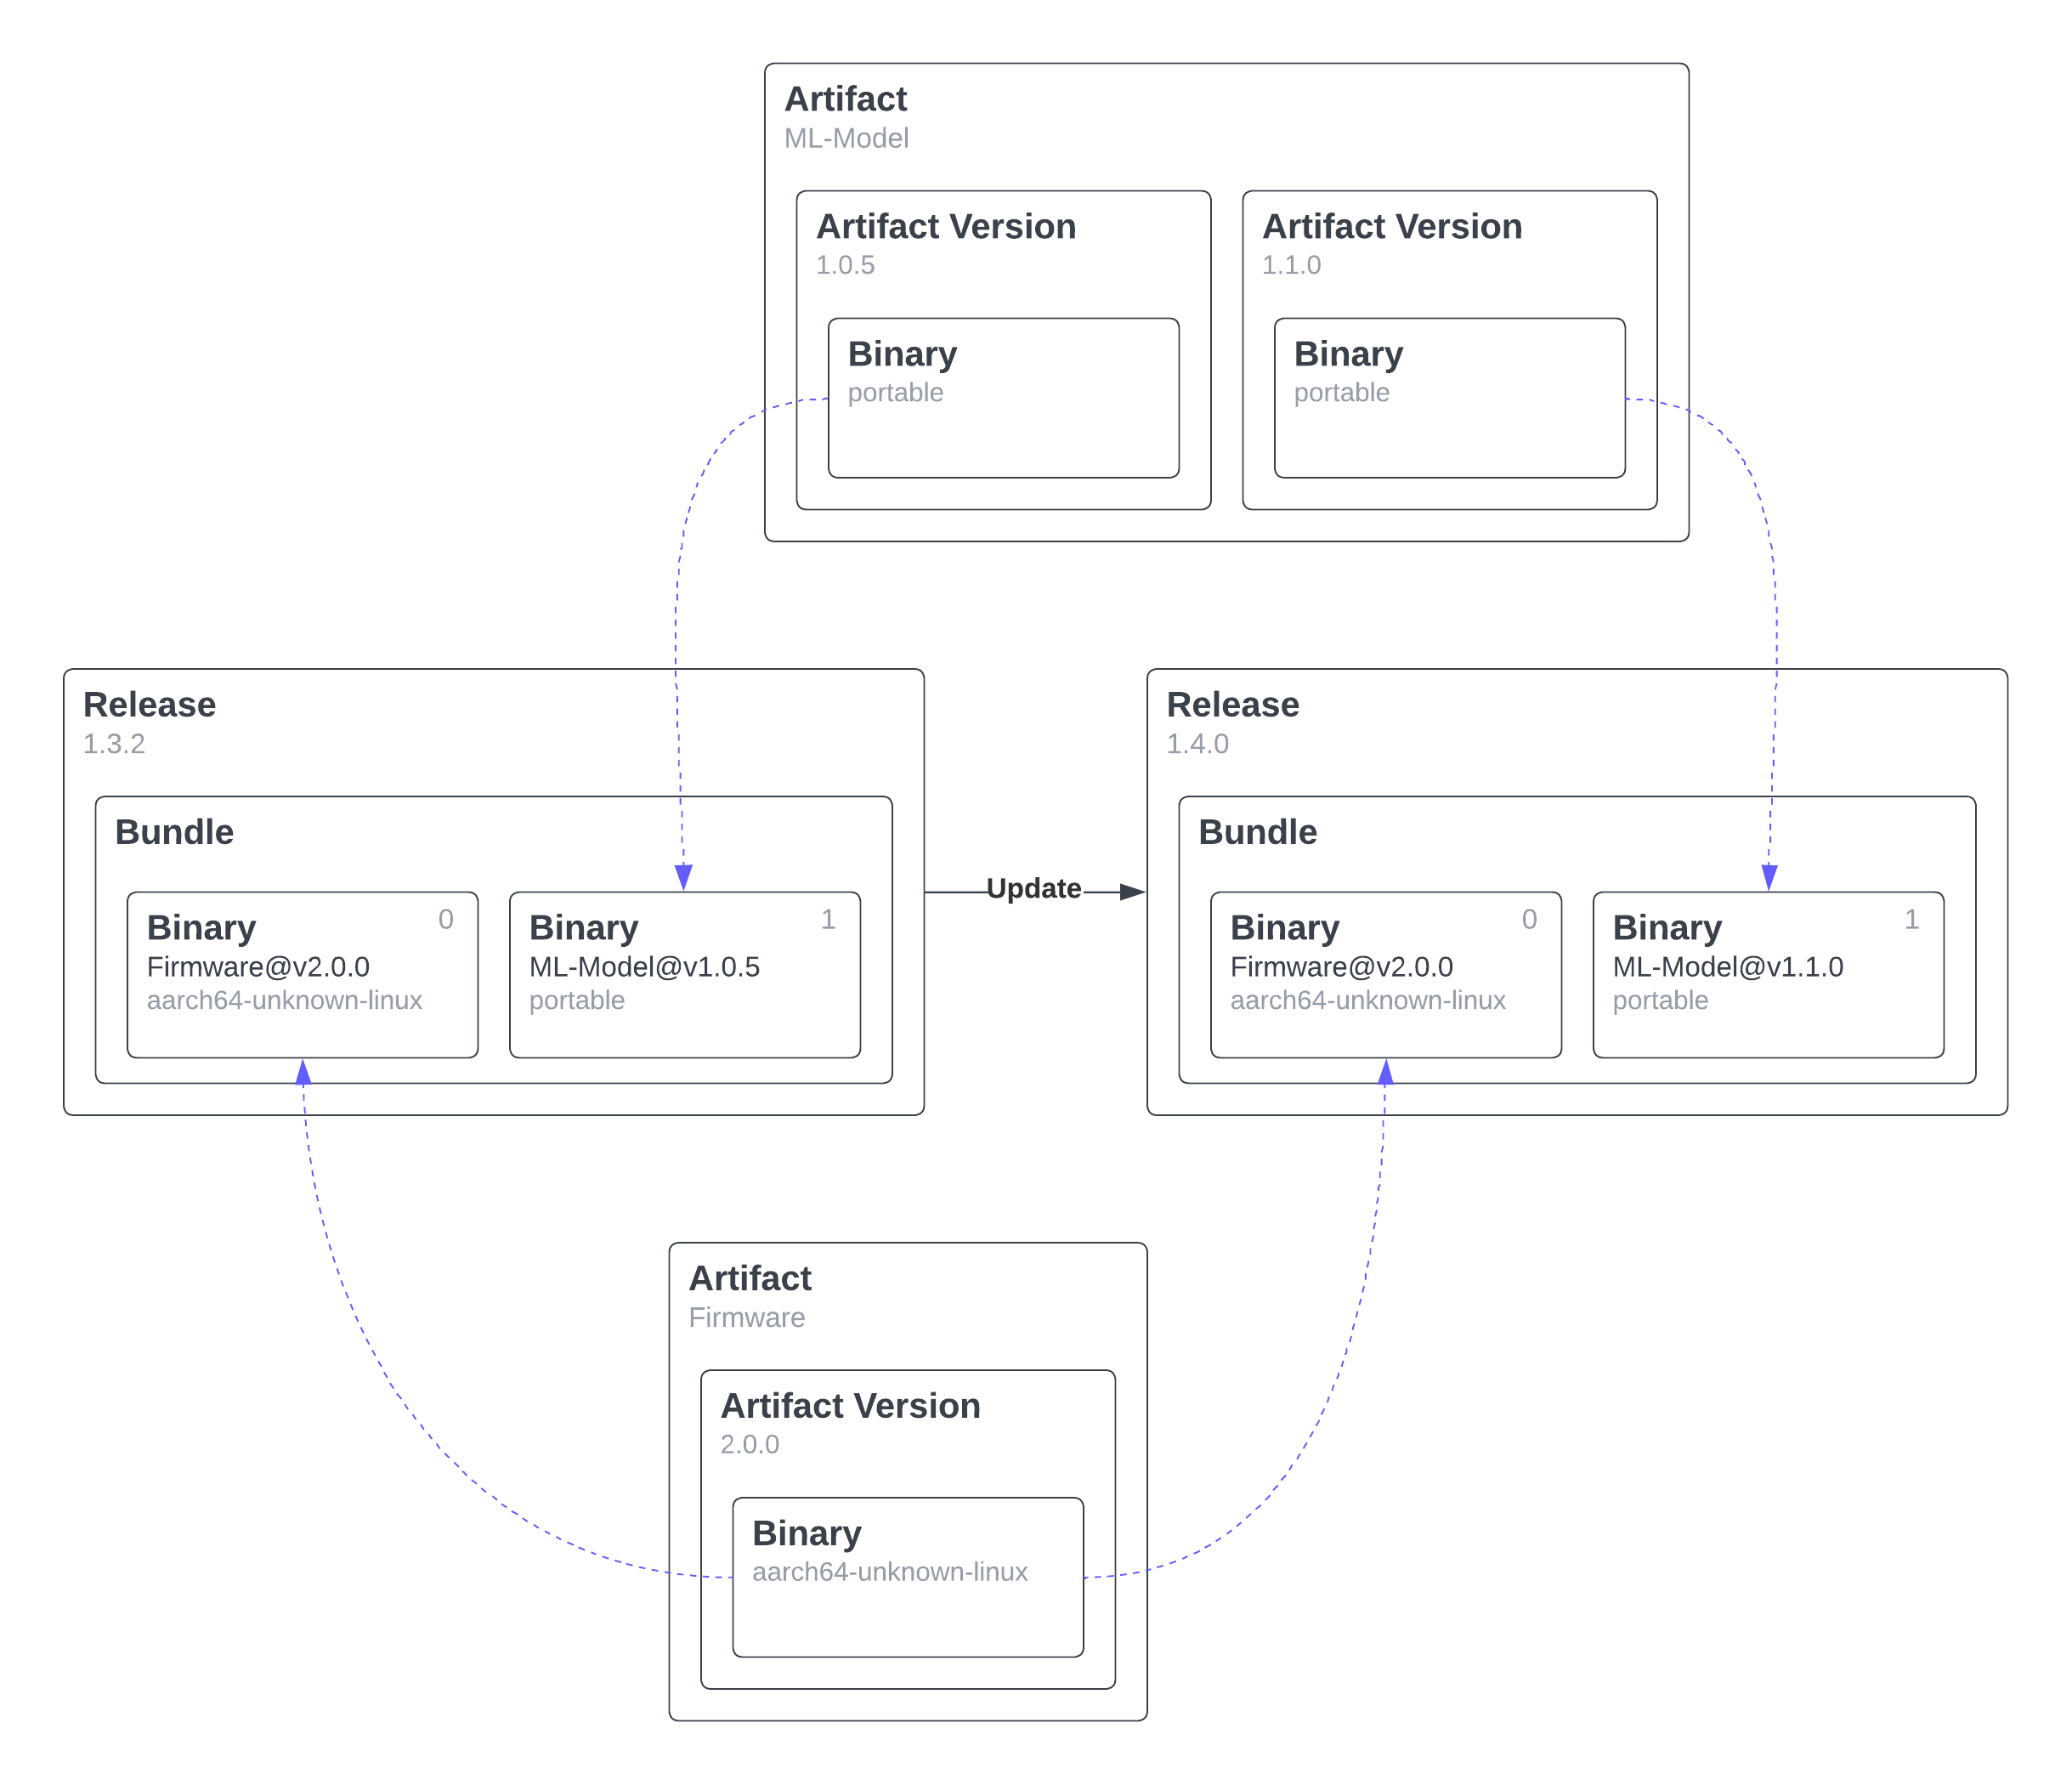 Artifact
ML-Model
Artifact Version
1.0.5
Binary
portable
Artifact Version
1.1.0
Binary
portable
Release
1.3.2
Bundle
Binary
0
Firmware@v2.0.0
aarch64-unknown-linux
Binary
1
ML-Model@v1.0.5
portable
Update
Release
1.4.0
Bundle
Binary
0
Firmware@v2.0.0
aarch64-unknown-linux
Binary
1
ML-Model@v1.1.0
portable
Artifact
Firmware
Artifact Version
2.0.0
Binary
aarch64-unknown-linux